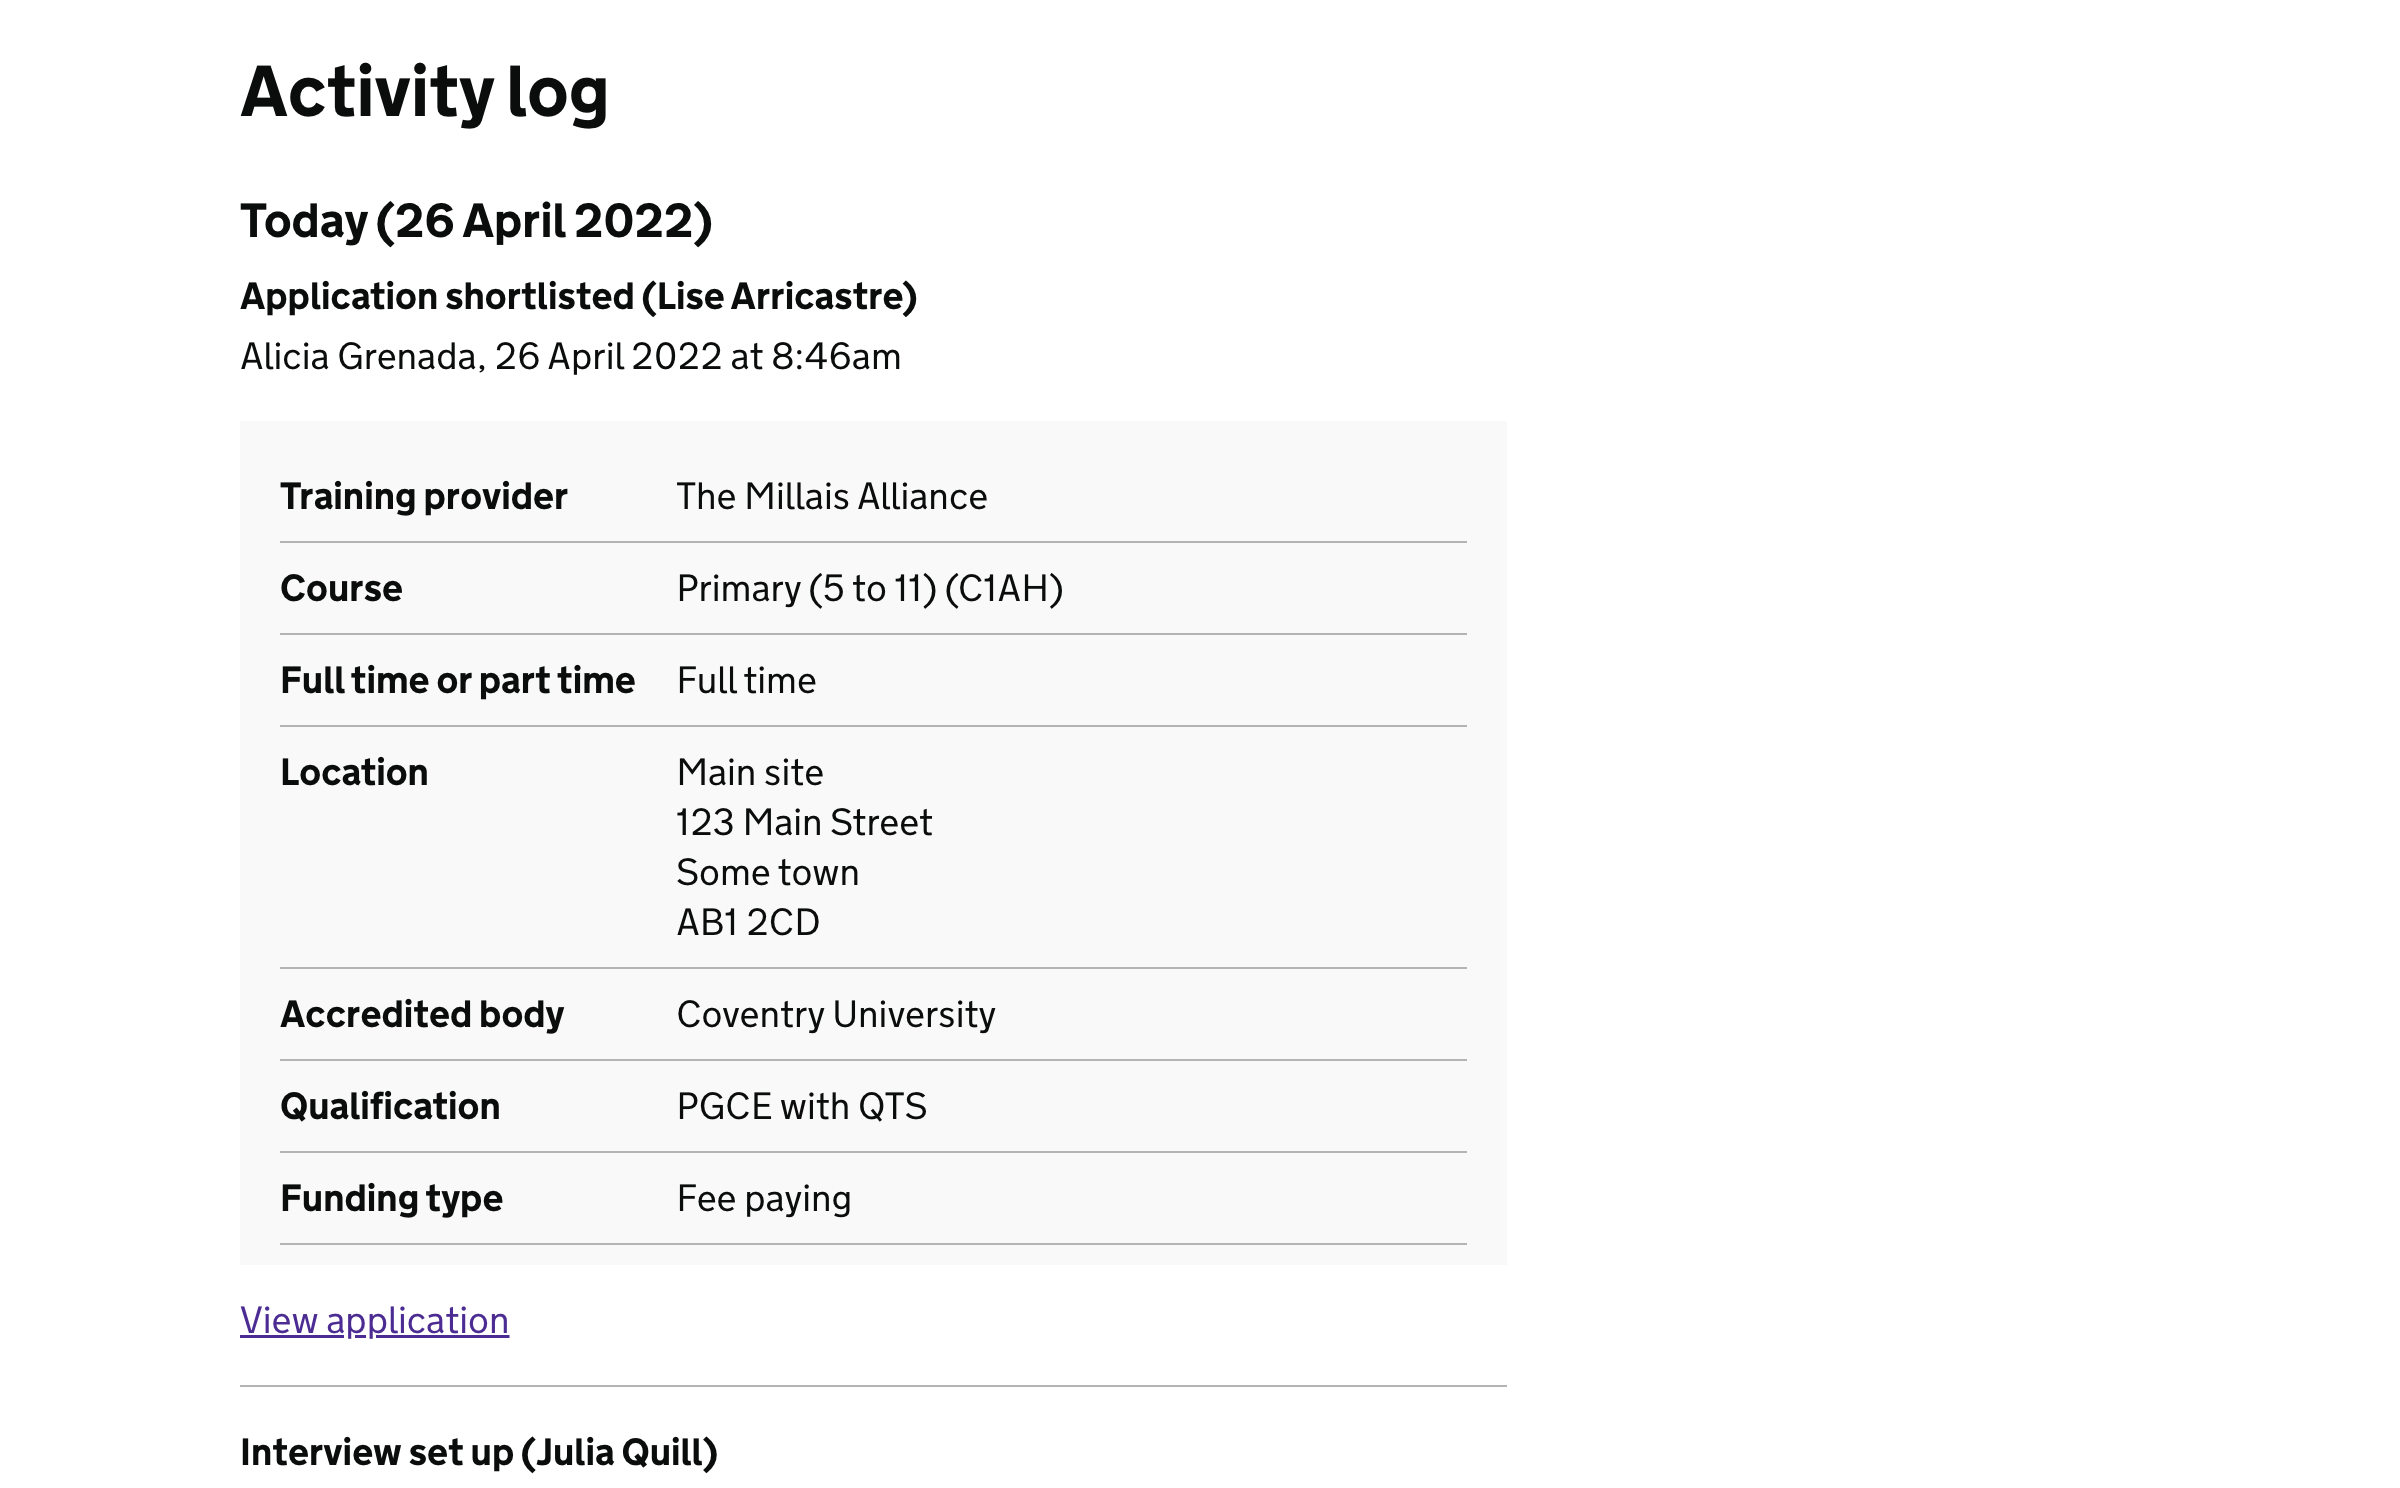 Activity log
Today (26 April 2022)
Application shortlisted (Lise Arricastre)
Alicia Grenada, 26 April 2022 at 8:46am
Training provider The Millais Alliance
Course Primary (5 to 11) (C1AH)
Full time or part time Full time
Location Main site
123 Main Street
Some town
AB1 2CD
Accredited body Coventry University
Qualification PGCE with QTS
Funding type Fee paying
View application
Interview set up (Julia Quill)